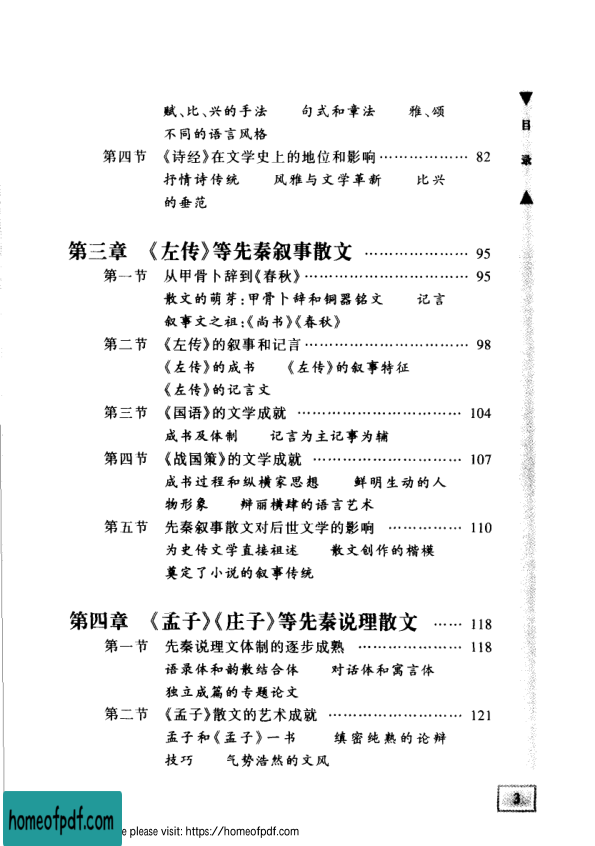 赋、比、兴的手法 句式和章法 雅、颂
不同的语言风格
第四节 《诗经》在文学史上的地位和影响……………… 82
抒情诗传统 风雅与文学革新 比兴
的垂范
第三章 《左传》等先秦叙事散文 ………………… 95
第一节 从甲骨卜辞到《春秋》…………………………… 95
散文的萌芽:甲骨卜辞和铜器铭文 记言
叙事文之祖:《尚书》《春秋》
第二节 《左传》的叙事和记言…………………………… 98
《左传》的成书 《左传》的叙事特征
《左传》的记言文
第三节 《国语》的文学成就 …………………………… 104
成书及体制 记言为主记事为辅
第四节 《战国策》的文学成就 ………………………… 107
成书过程和纵横家思想 鲜明生动的人
物形象 辩丽横肆的语言艺术
第五节 先秦叙事散文对后世文学的影响 …………… 110
为史传文学直接祖述 散文创作的楷模
奠定了小说的叙事传统
第四章 《孟子》《庄子》等先秦说理散文 …… 118
第一节 先秦说理文体制的逐步成熟 ………………… 118
语录体和韵散结合体 对话体和寓言体
独立成篇的专题论文
第二节 《孟子》散文的艺术成就 ……………………… 121
孟子和《孟子》一书 缜密纯熟的论辩
技巧 气势浩然的文风
目
录
3
homeofpdf.com
e please visit: https://homeofpdf.com